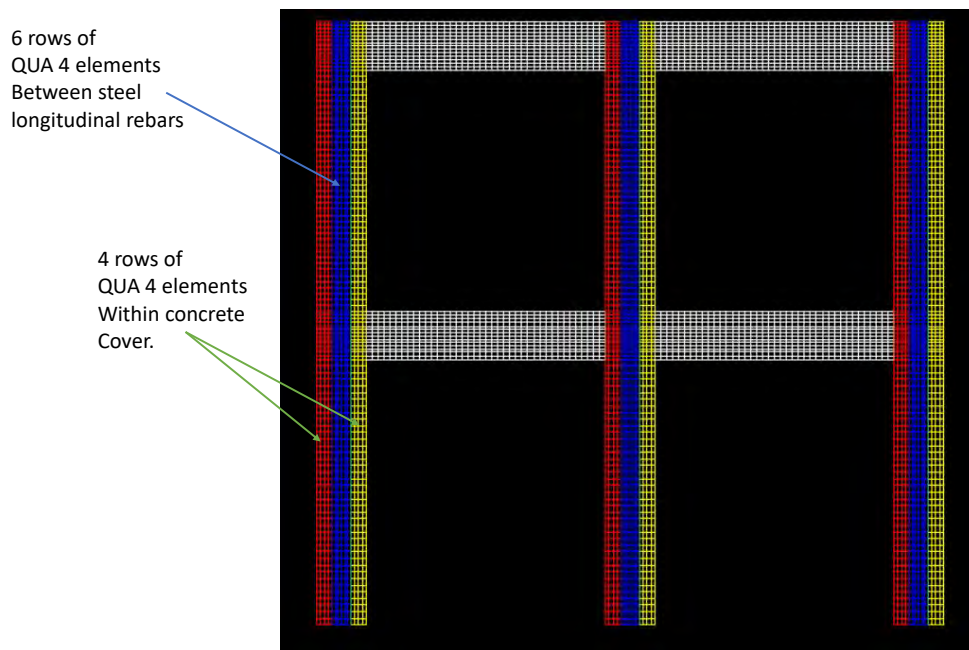 6 rows of
QUA 4 elements
Between steel
longitudinal rebars
4 rows of
QUA 4 elements
Within concrete
Cover.